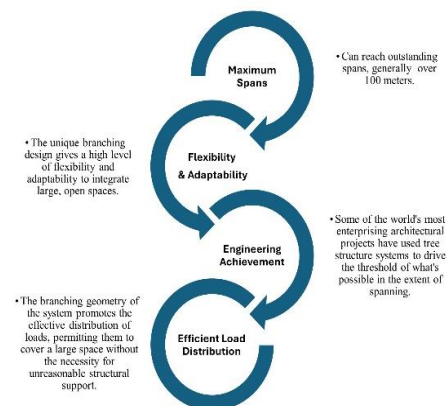 Maximum
Spans
• Can reach outstanding
spans, generally over
100 meters.
• The unique branching
design gives a high level
of flexibility and
adaptability to integrate
large, open spaces.
Flexibility
& Adaptability
Engineering
Achievement
• Some of the world's most
enterprising architectural
projects have used tree
structure systems to drive
the threshold of what's
possible in the extent of
spanning.
• The branching geometry of
the system promotes the
effective distribution of
loads, permitting them to
cover a large space without
the necessity for
unreasonable structural
support.
Efficient Load
Distribution